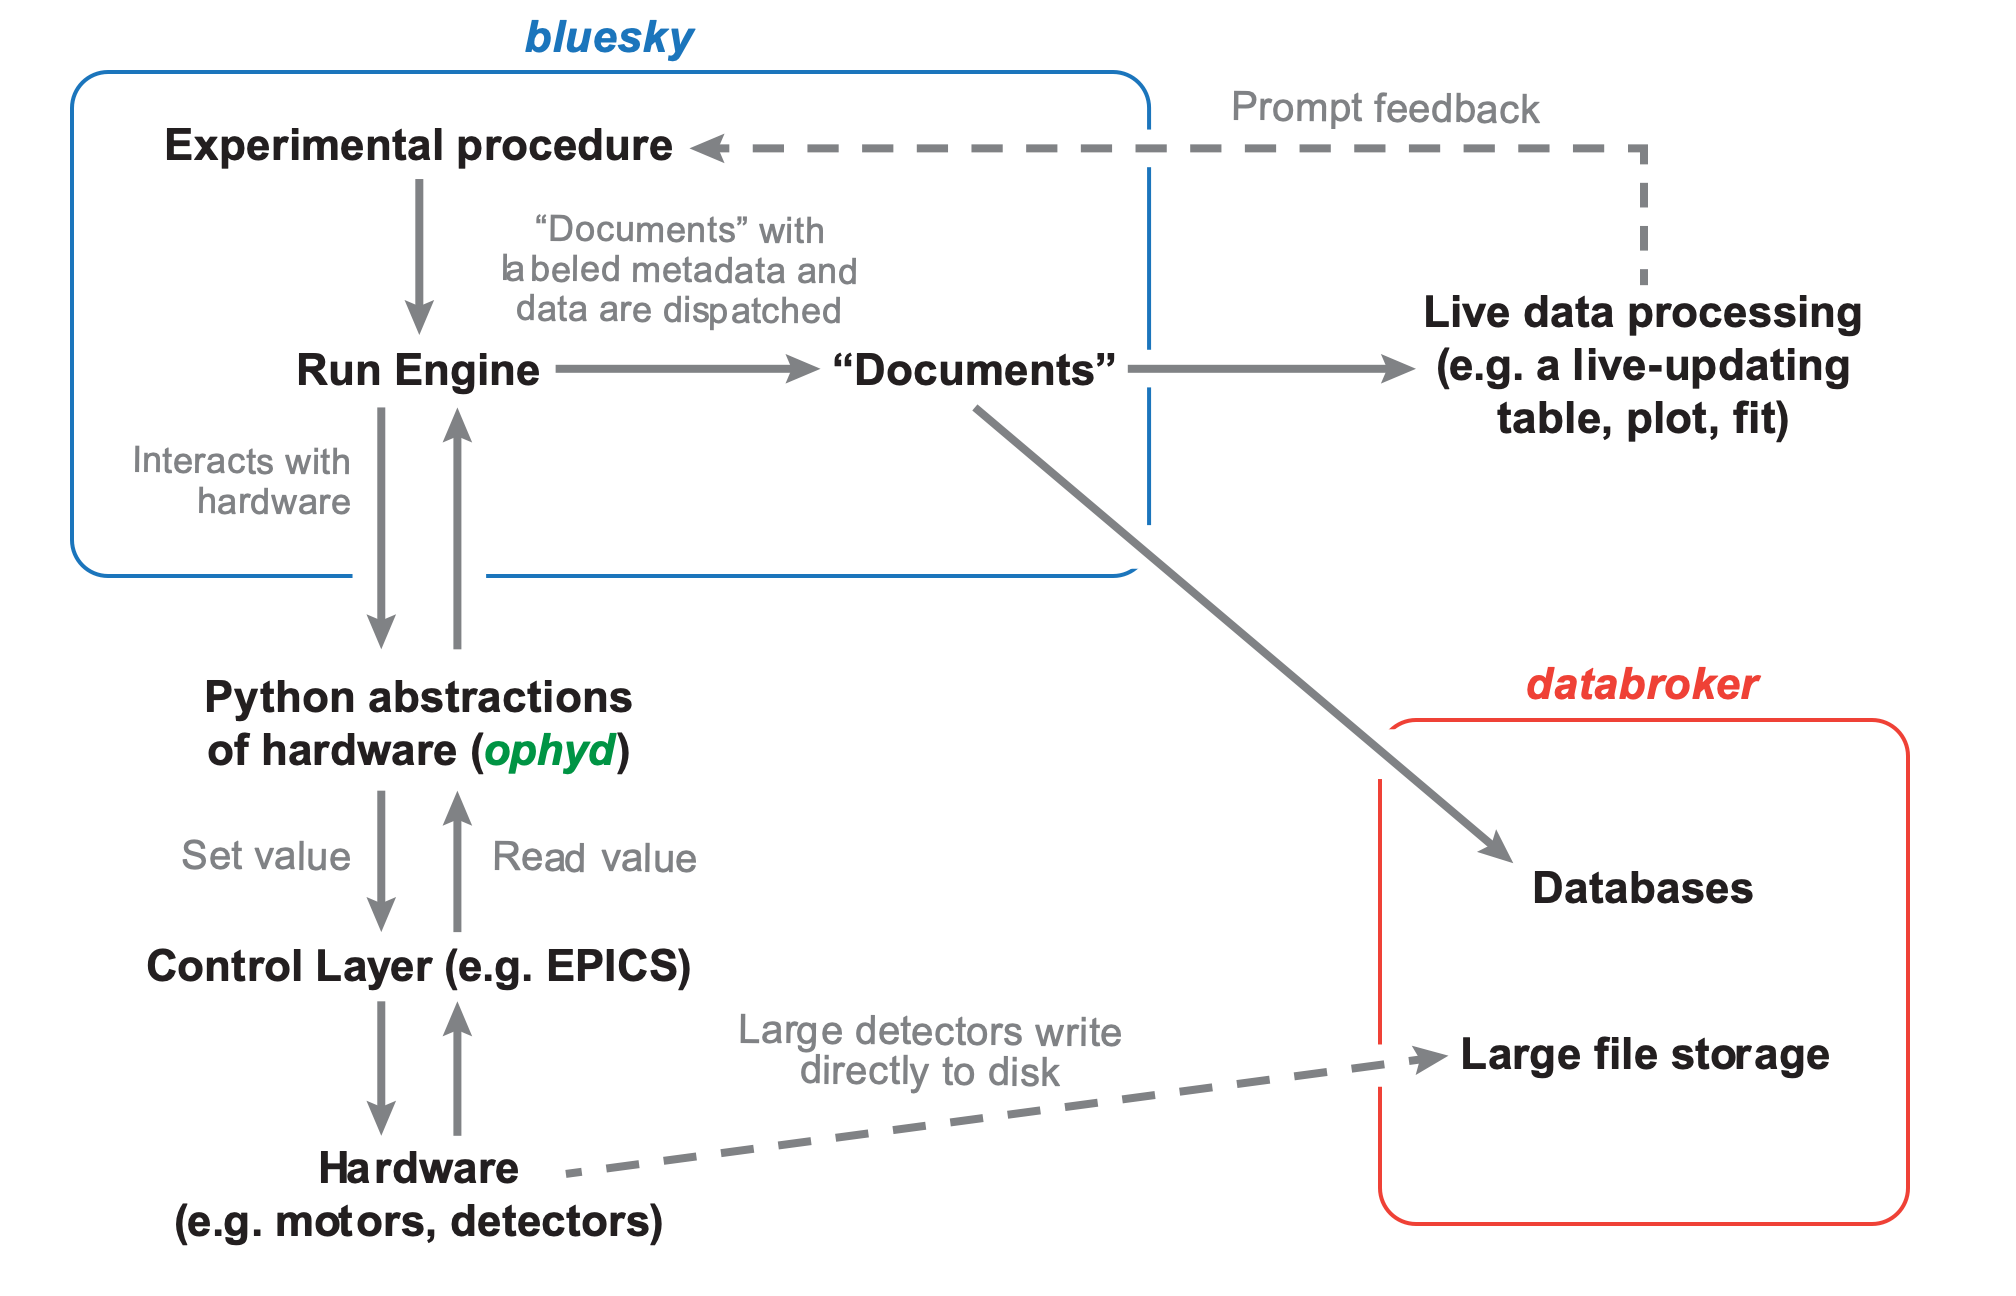 bluesky
Prompt feedback
Experimental procedure
“Documents” with
labeled metadata and
data are dispatched
Run Engine
“Documents”
Live data processing
(e.g. a live-updating
table, plot, fit)
Interacts with
hardware
Python abstractions
of hardware (ophyd)
databroker
Set value
Read value
Databases
Control Layer (e.g. EPICS)
Large detectors write
directly to disk
Large file storage
Hardware
(e.g. motors, detectors)